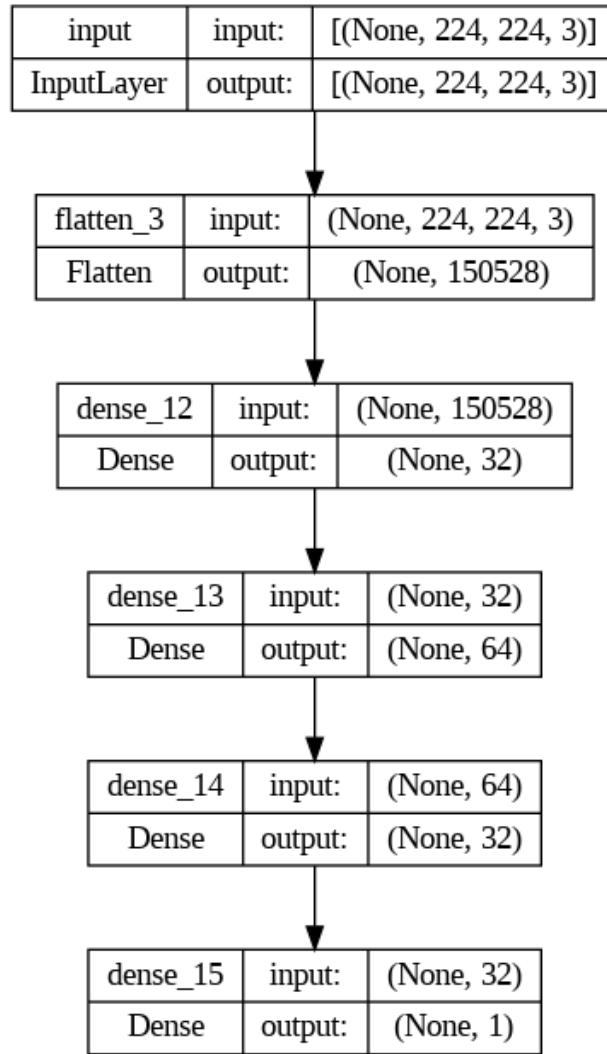 input input: [(None, 224, 224, 3)]
InputLayer output: [(None, 224, 224, 3)]
flatten_3 input: (None, 224, 224, 3)
Flatten output: (None, 150528)
dense_12 input: (None, 150528)
Dense output: (None, 32)
dense_13 input: (None, 32)
Dense output: (None, 64)
dense_14 input: (None, 64)
Dense output: (None, 32)
dense_15 input: (None, 32)
Dense output: (None, 1)